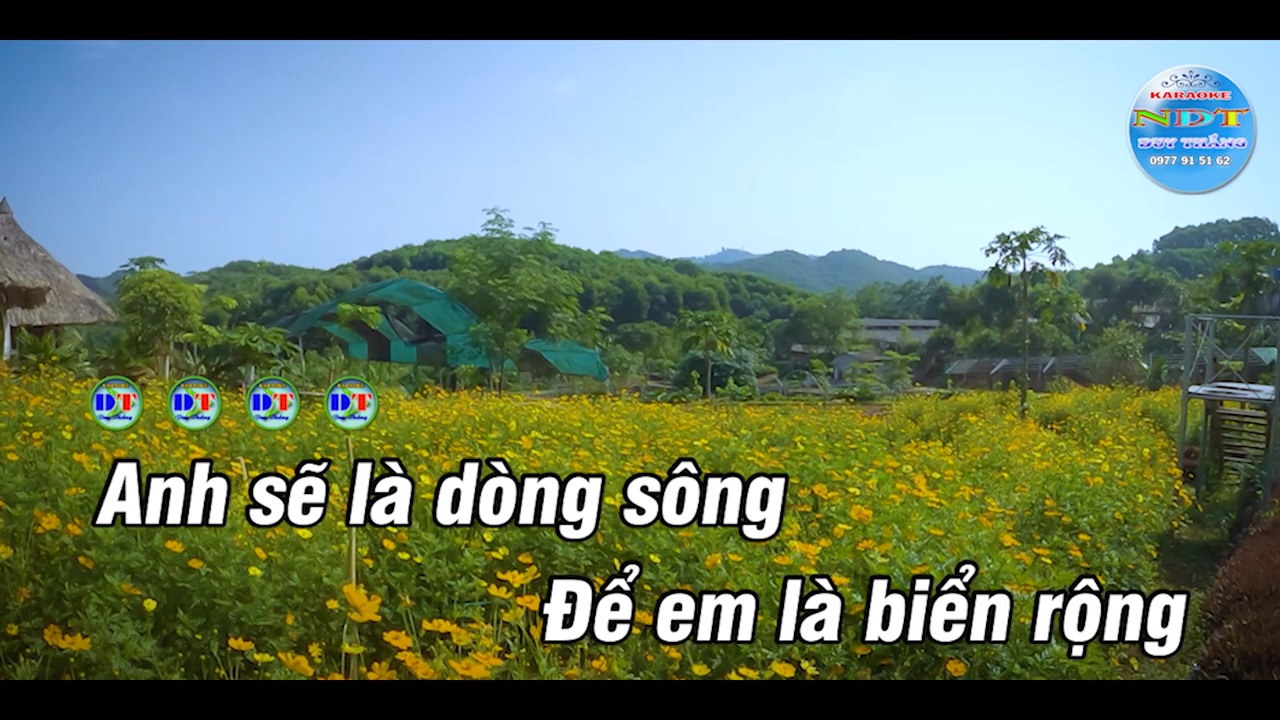 KARAOKE
NDT
DUY THẮNG
0977 91 51 62
DT DT DT DT
Anh sẽ là dòng sông
Để em là biển rộng